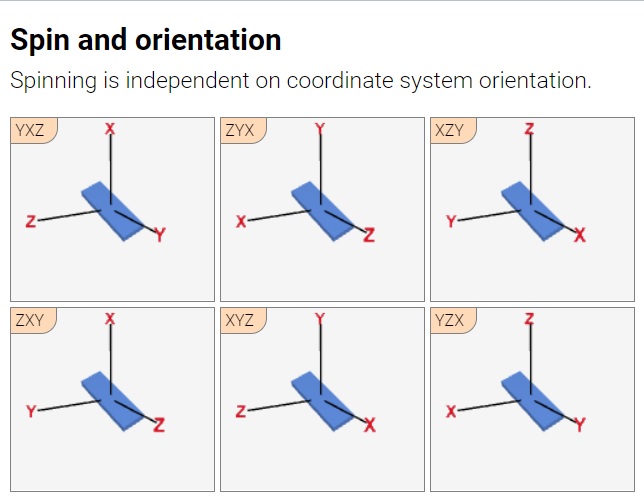 Spin and orientation
Spinning is independent on coordinate system orientation.
YXZ
X
Z
Y
ZYX
Y
X
Z
XZY
Z
Y
X
ZXY
X
Y
Z
XYZ
Y
Z
X
YZX
Z
X
Y